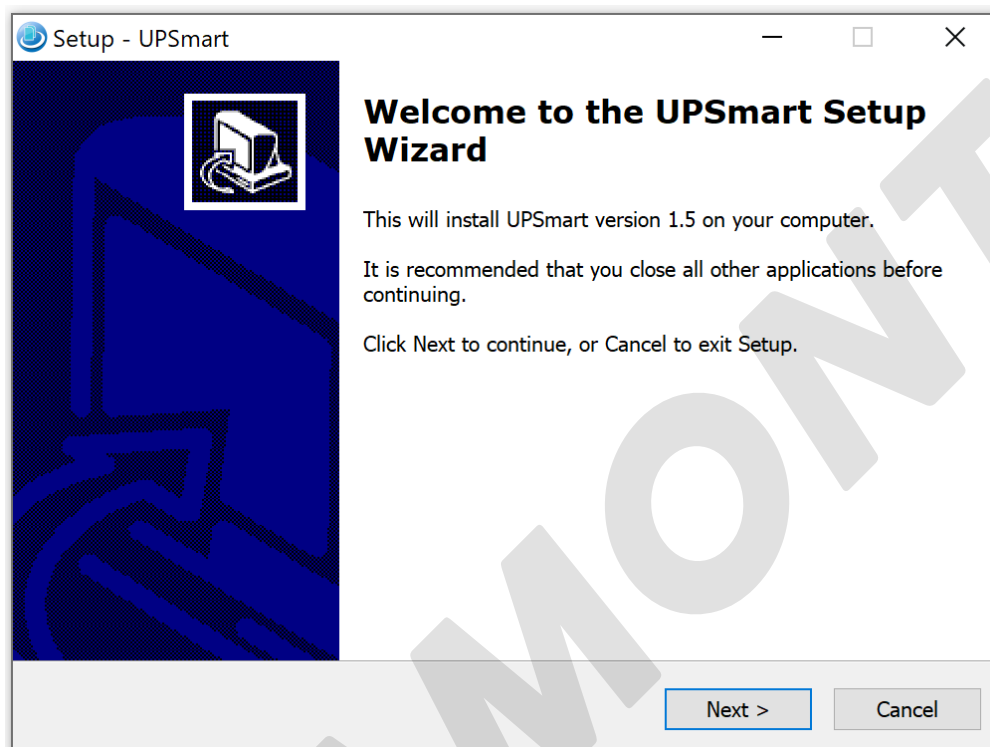 Setup - UPSmart
Welcome to the UPSmart Setup
Wizard
This will install UPSmart version 1.5 on your computer.
It is recommended that you close all other applications before
continuing.
Click Next to continue, or Cancel to exit Setup.
MONT
Next >
Cancel